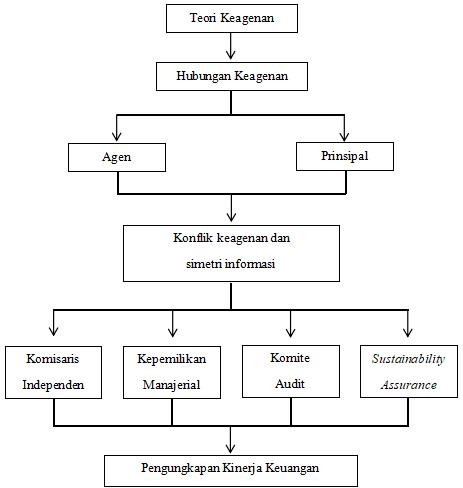 Teori Keagenan
Hubungan Keagenan
Agen
Prinsipal
Konflik keagenan dan
simetri informasi
Komisaris
Independen
Kepemilikan
Manajerial
Komite
Audit
Sustainability
Assurance
Pengungkapan Kinerja Keuangan